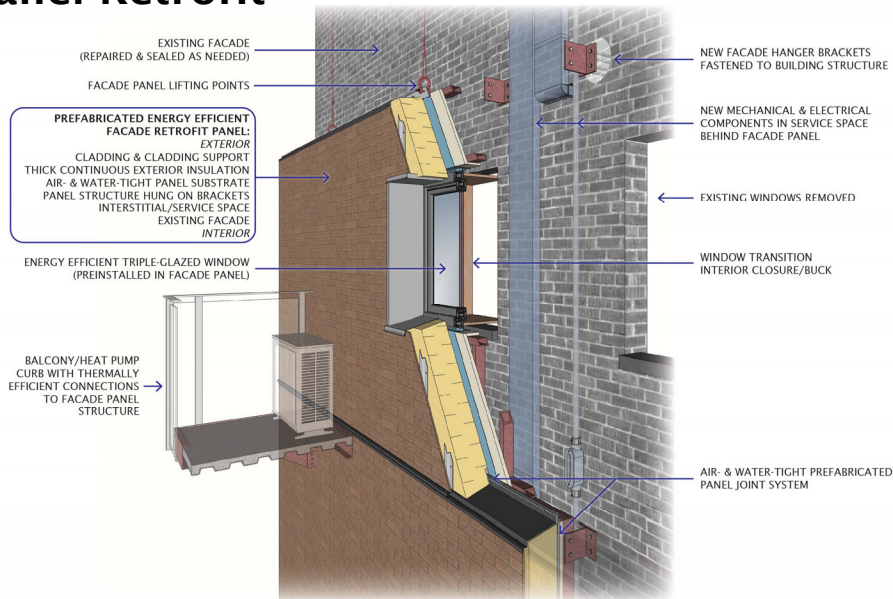 EXISTING FACADE
(REPAIRED & SEALED AS NEEDED)
FACADE PANEL LIFTING POINTS
PREFABRICATED ENERGY EFFICIENT
FACADE RETROFIT PANEL:
EXTERIOR
CLADDING & CLADDING SUPPORT
THICK CONTINUOUS EXTERIOR INSULATION
AIR- & WATER-TIGHT PANEL SUBSTRATE
PANEL STRUCTURE HUNG ON BRACKETS
INTERSTITIAL/SERVICE SPACE
EXISTING FACADE
INTERIOR
ENERGY EFFICIENT TRIPLE-GLAZED WINDOW
(PREINSTALLED IN FACADE PANEL)
BALCONY/HEAT PUMP
CURB WITH THERMALLY
EFFICIENT CONNECTIONS
TO FACADE PANEL
STRUCTURE
NEW FACADE HANGER BRACKETS
FASTENED TO BUILDING STRUCTURE
NEW MECHANICAL & ELECTRICAL
COMPONENTS IN SERVICE SPACE
BEHIND FACADE PANEL
EXISTING WINDOWS REMOVED
WINDOW TRANSITION
INTERIOR CLOSURE/BUCK
AIR- & WATER-TIGHT PREFABRICATED
PANEL JOINT SYSTEM